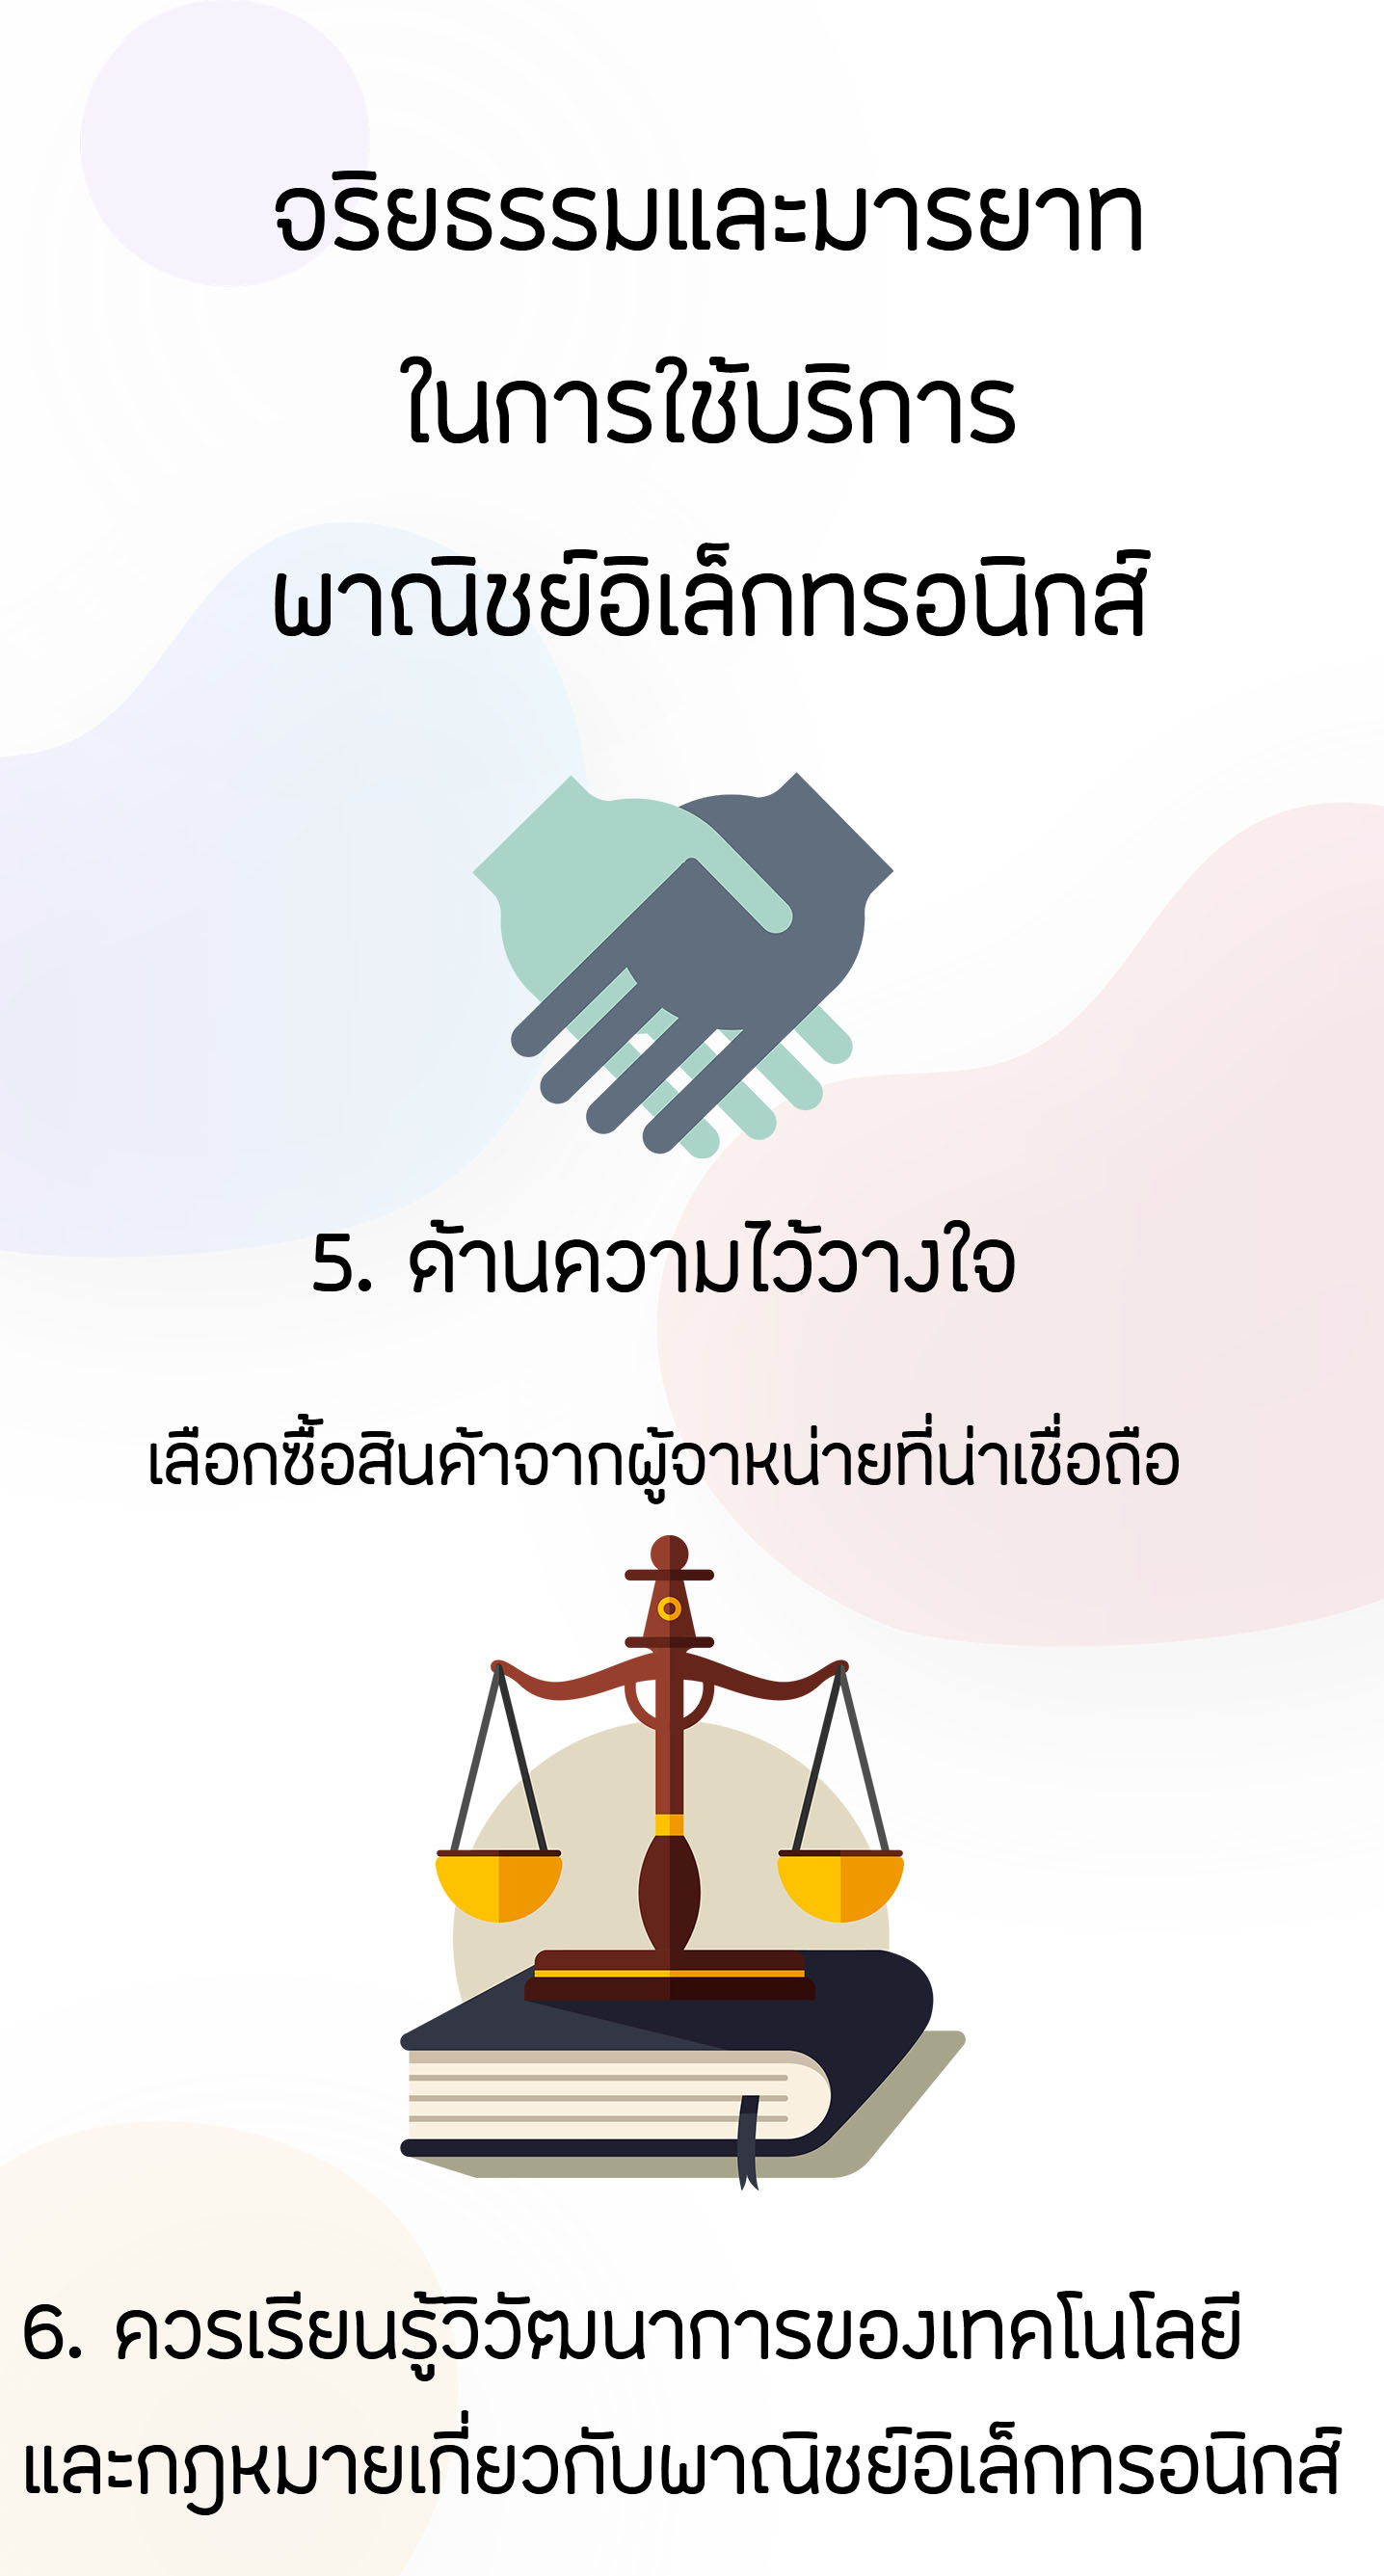 จริยธรรมและมารยาท
ในการใช้บริการ
พาณิชย์อิเล็กทรอนิกส์
5. ด้านความไว้วางใจ
เลือกซื้อสินค้าจากผู้จาหน่ายที่น่าเชื่อถือ
6. ควรเรียนรู้วิวัฒนาการของเทคโนโลยี
และกฎหมายเกี่ยวกับพาณิชย์อิเล็กทรอนิกส์